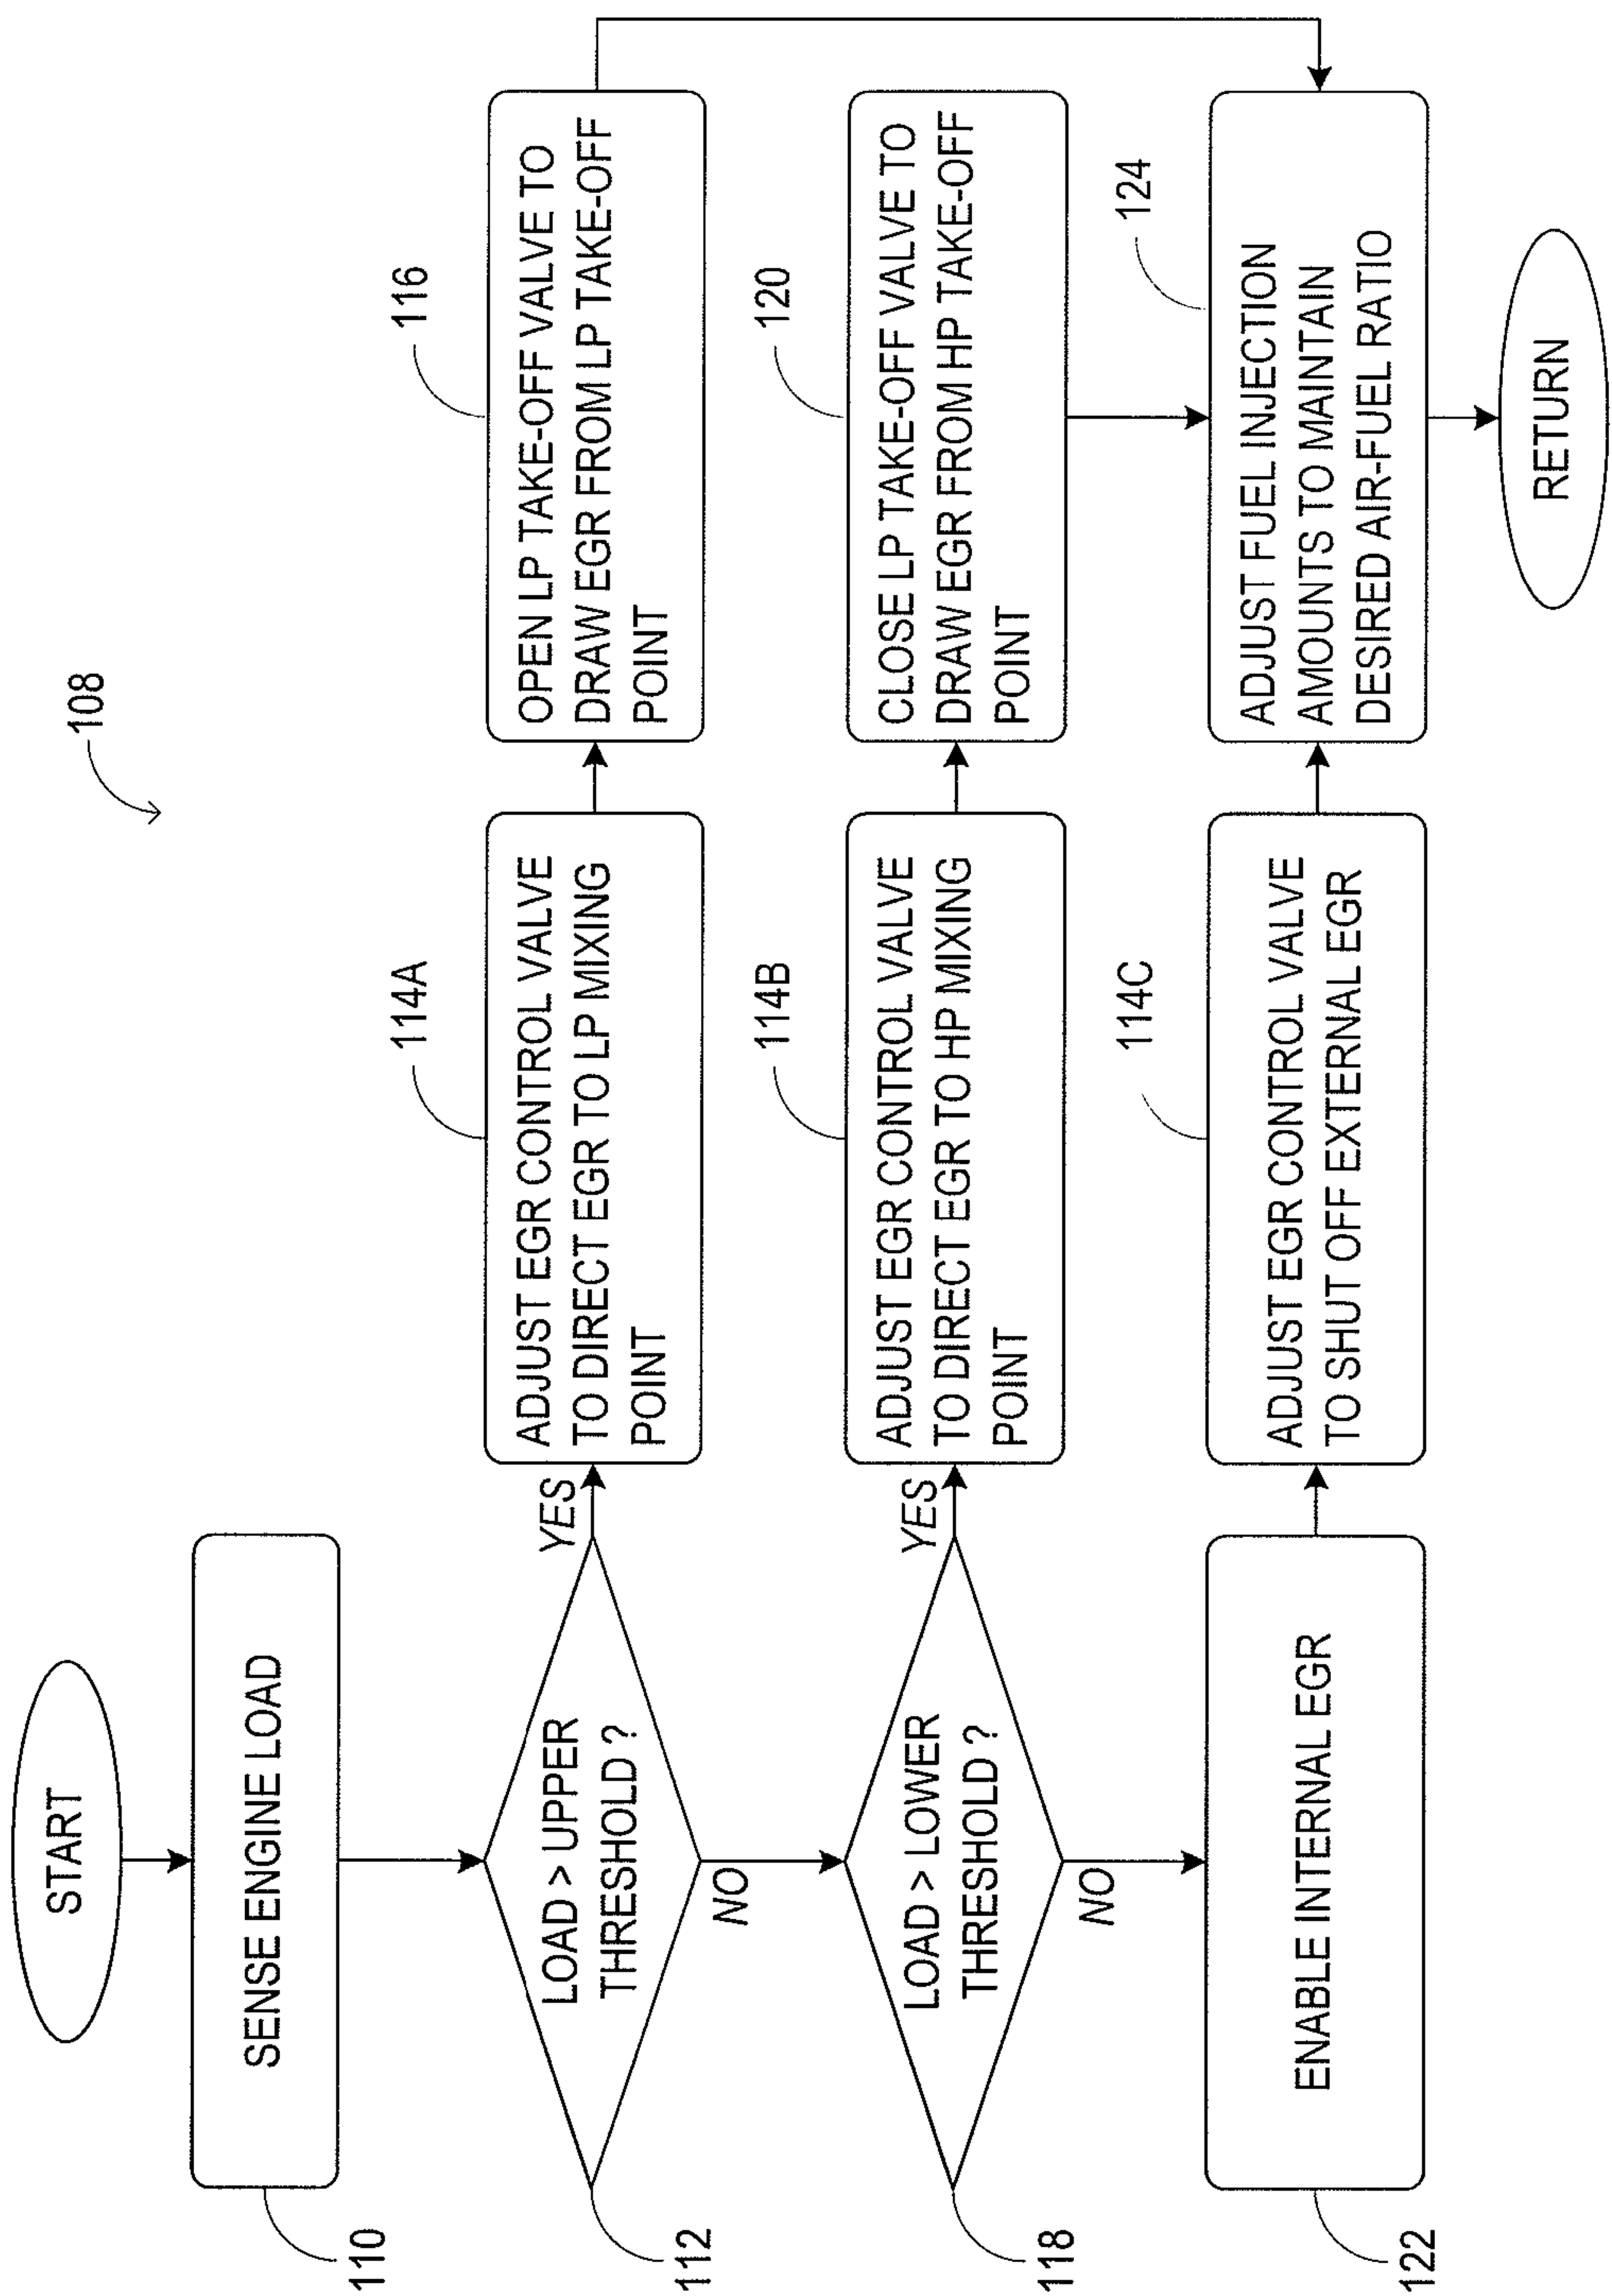 108
START
SENSE ENGINE LOAD
110
LOAD > UPPER
THRESHOLD ?
112
YES
NO
ADJUST EGR CONTROL VALVE
TO DIRECT EGR TO LP MIXING
POINT
114A
OPEN LP TAKE-OFF VALVE TO
DRAW EGR FROM LP TAKE-OFF
POINT
116
LOAD > LOWER
THRESHOLD ?
118
YES
NO
ADJUST EGR CONTROL VALVE
TO DIRECT EGR TO HP MIXING
POINT
114B
CLOSE LP TAKE-OFF VALVE TO
DRAW EGR FROM HP TAKE-OFF
POINT
120
ENABLE INTERNAL EGR
122
ADJUST EGR CONTROL VALVE
TO SHUT OFF EXTERNAL EGR
114C
ADJUST FUEL INJECTION
AMOUNTS TO MAINTAIN
DESIRED AIR-FUEL RATIO
124
RETURN